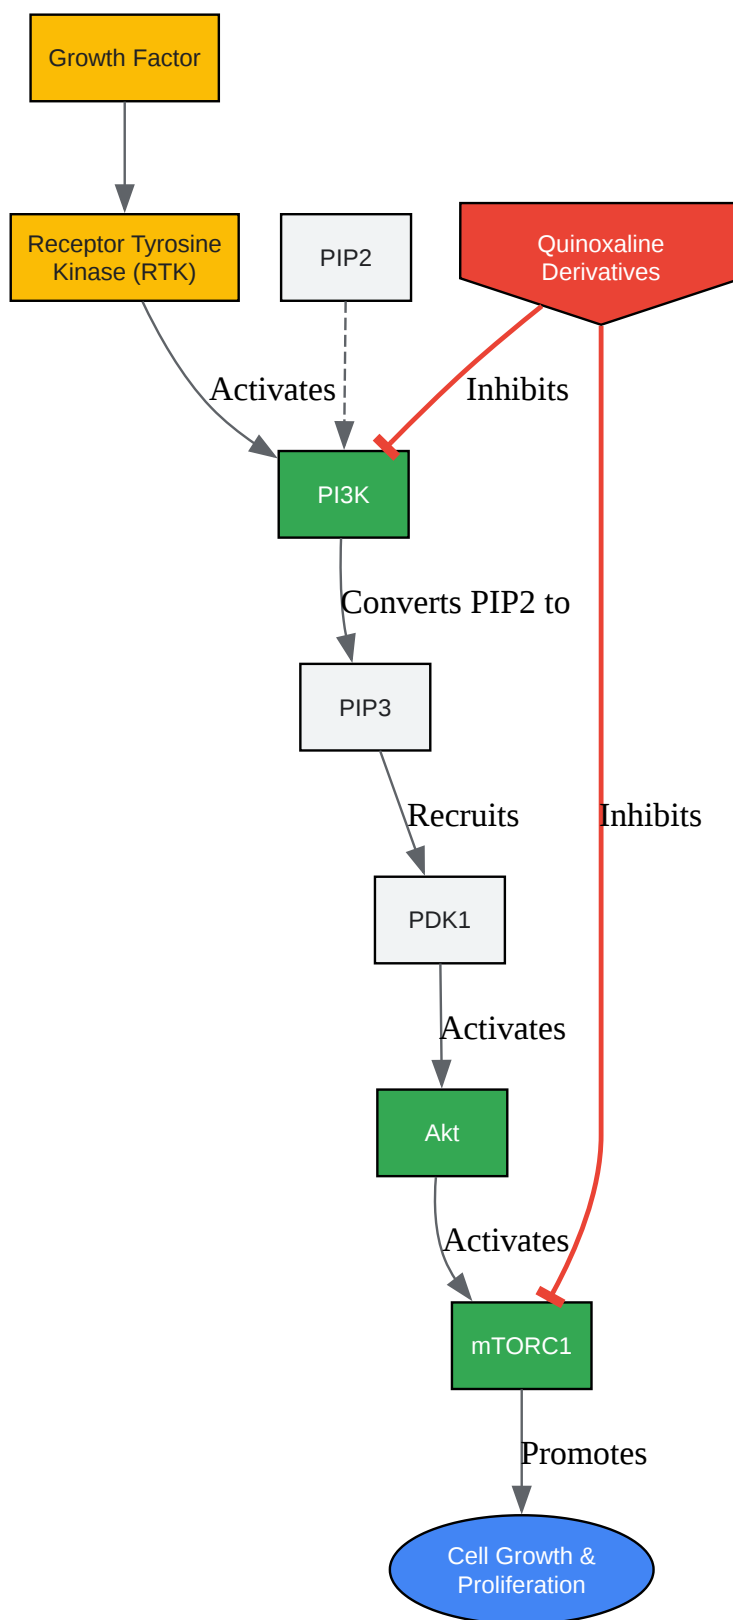 Growth Factor
Receptor Tyrosine
Kinase (RTK)
PIP2
Quinoxaline
Derivatives
Activates
Inhibits
PI3K
Converts PIP2 to
PIP3
Recruits
Inhibits
PDK1
Activates
Akt
Activates
mTORC1
Promotes
Cell Growth &
Proliferation